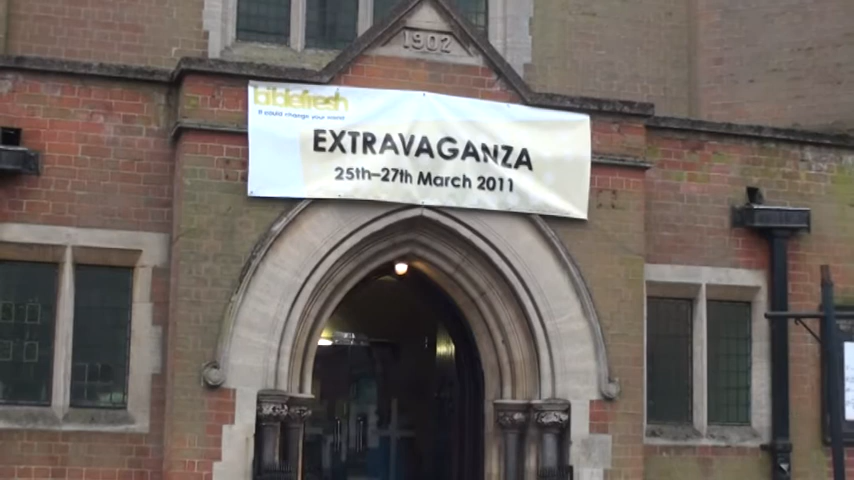 1902
biblefresh
it could change your world
EXTRAVAGANZA
25th–27th March 2011